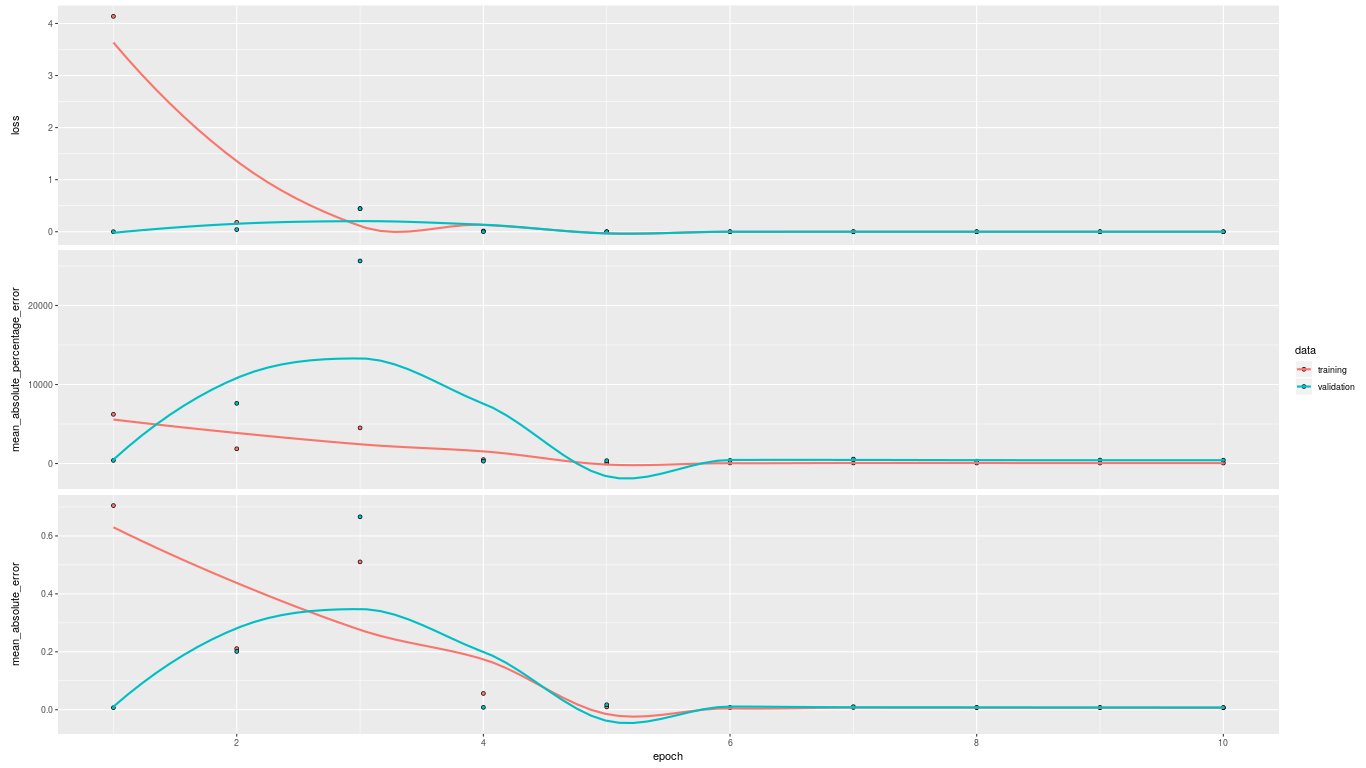 4
3
2
1
0
loss
20000
10000
0
mean_absolute_percentage_error
0.6
0.4
0.2
0.0
mean_absolute_error
2 4 6 8 10
epoch
data
training
validation